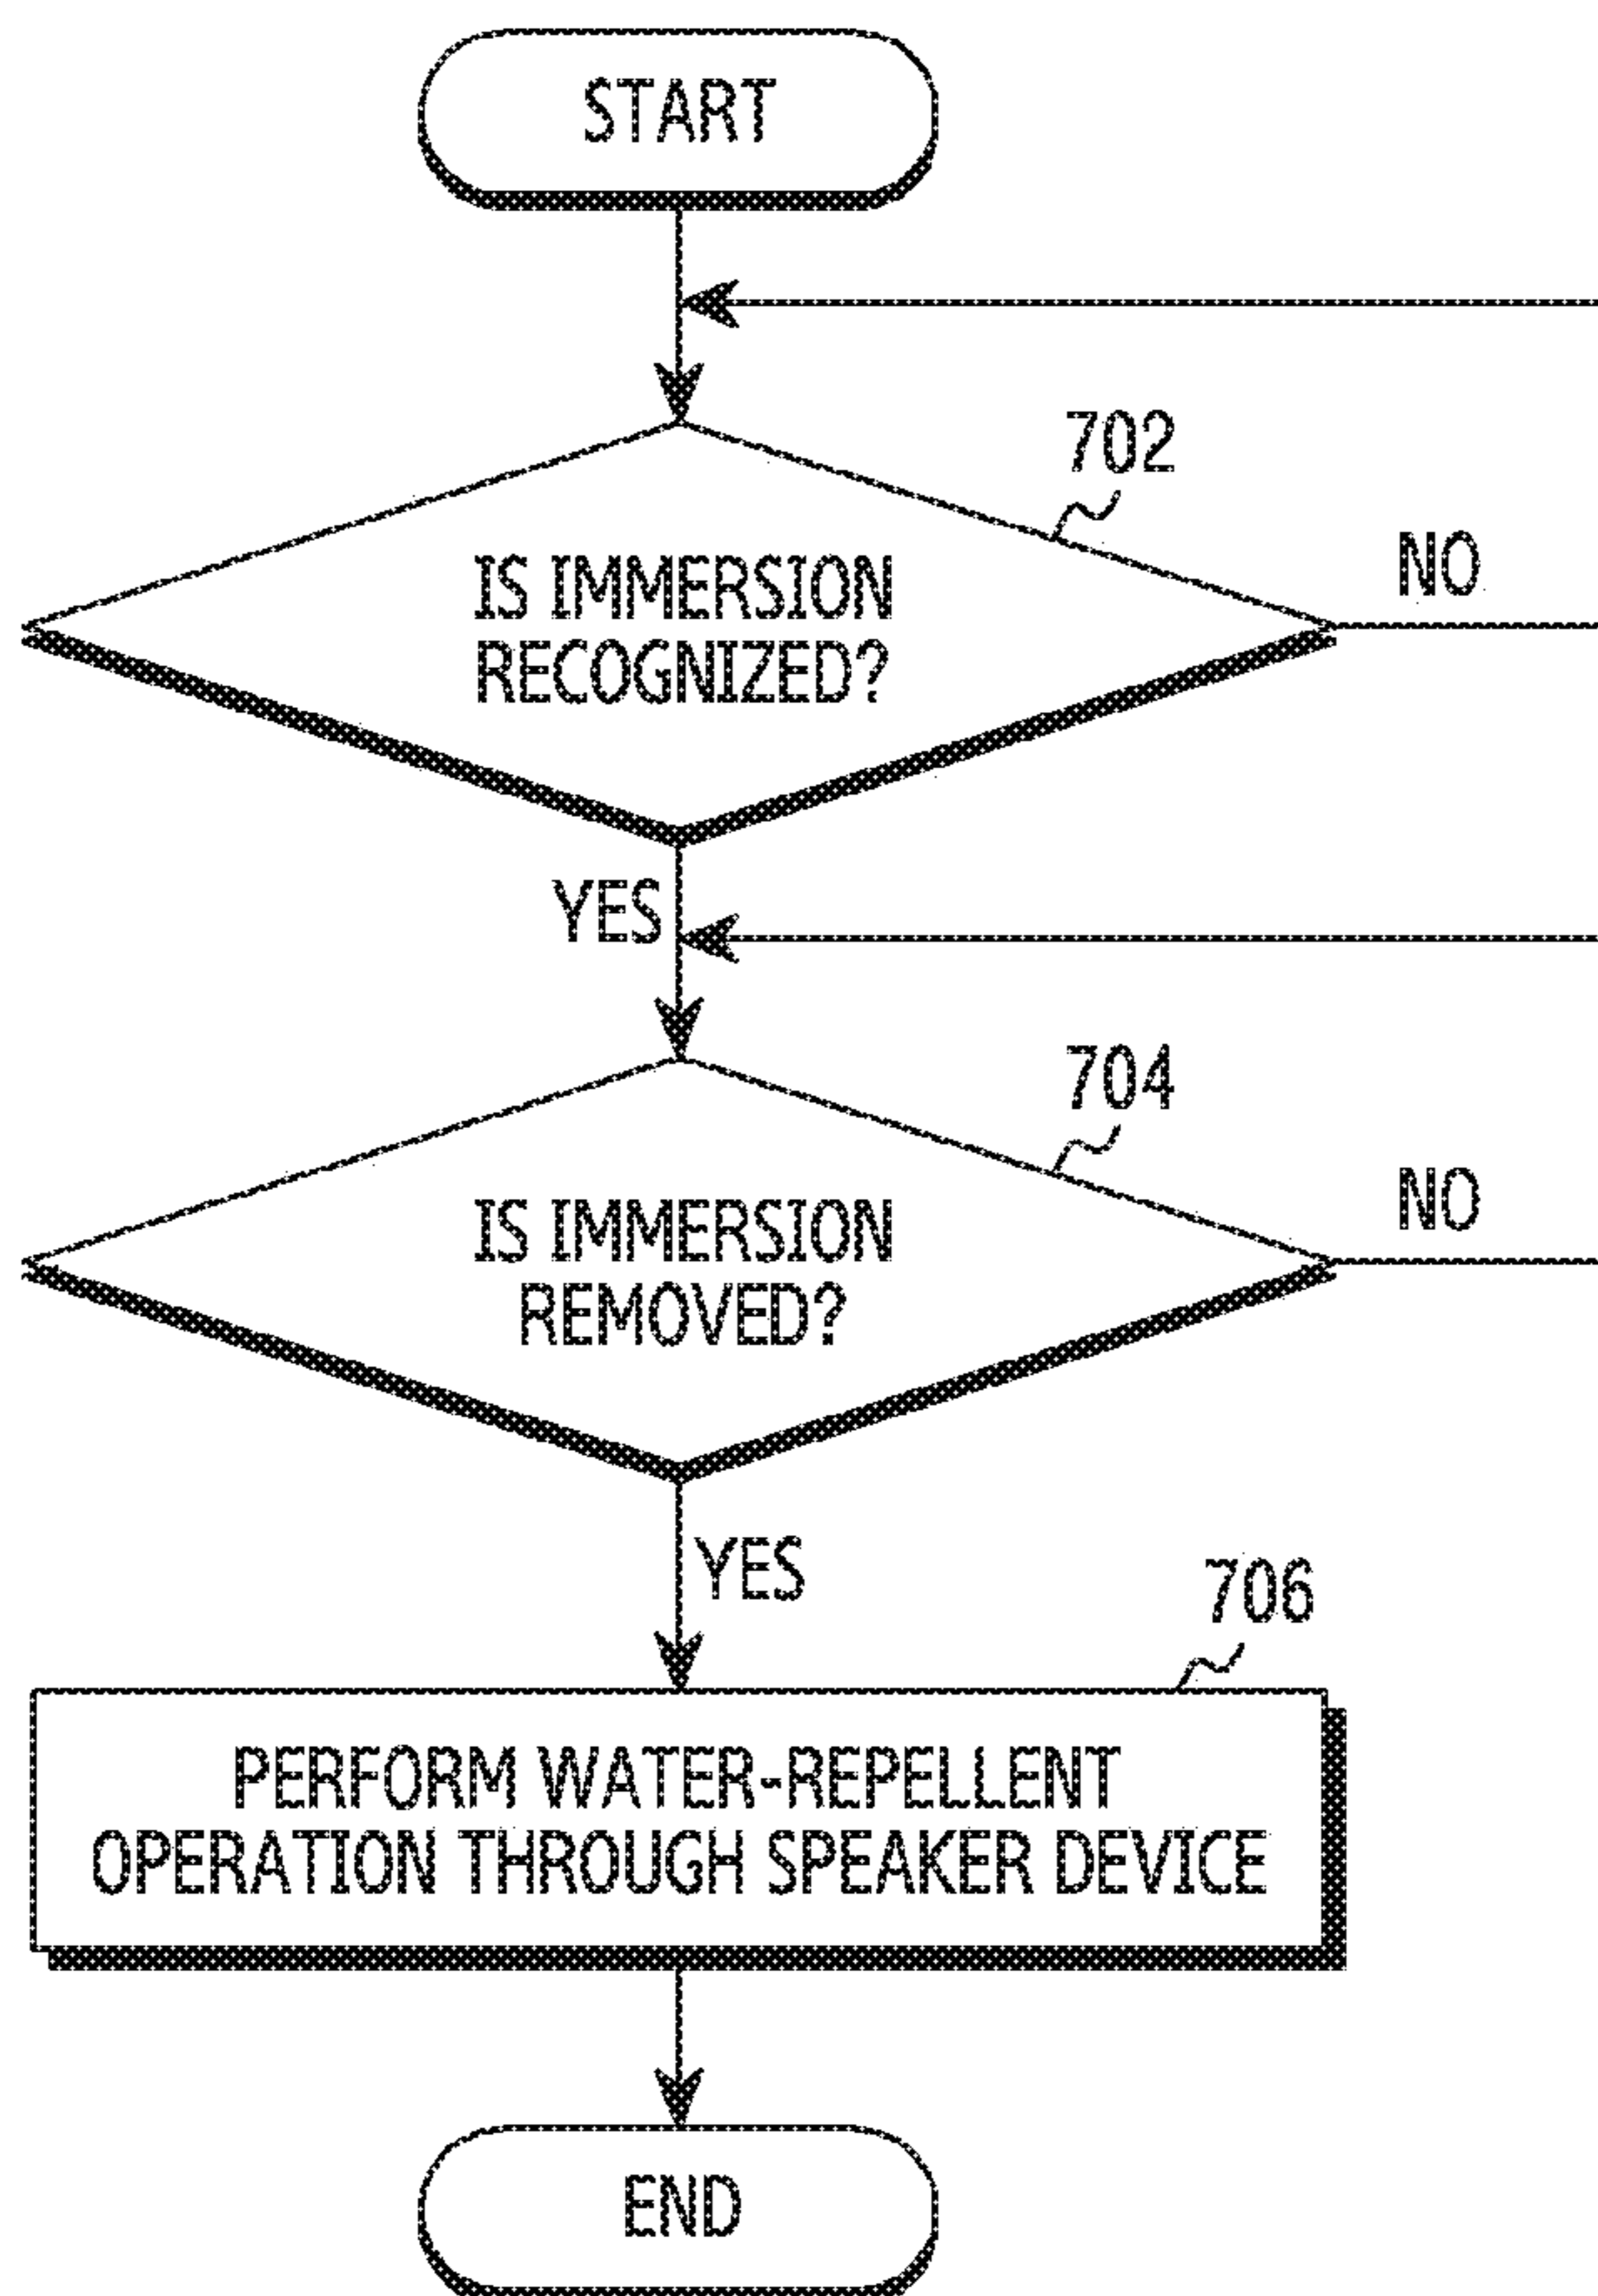 START
702
NO
IS IMMERSION
RECOGNIZED?
YES
704
NO
IS IMMERSION
REMOVED?
YES
706
PERFORM WATER-REPELLENT
OPERATION THROUGH SPEAKER DEVICE
END